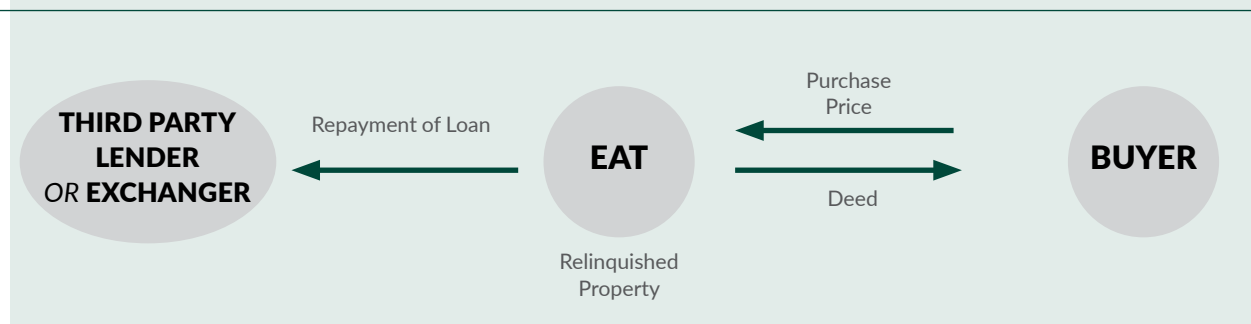 THIRD PARTY
LENDER
OR EXCHANGER
Repayment of Loan
EAT
Relinquished
Property
Purchase
Price
Deed
BUYER